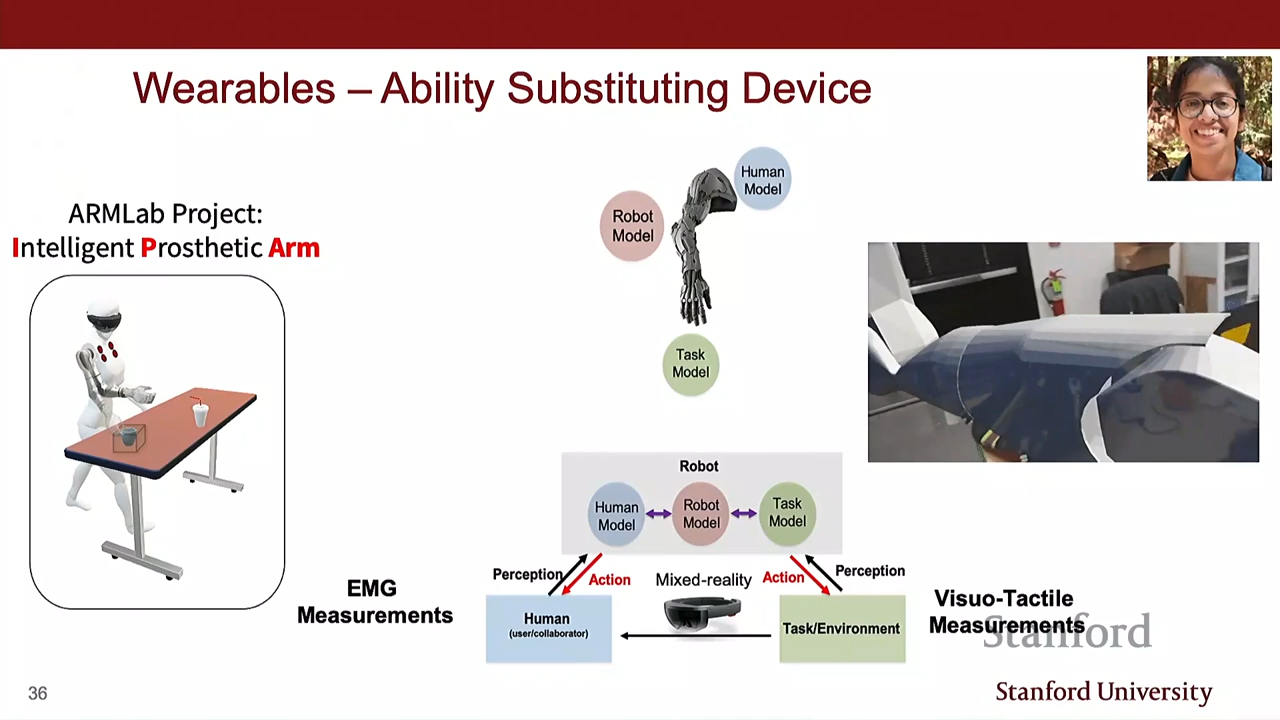 Wearables – Ability Substituting Device
ARMLab Project:
Intelligent Prosthetic Arm
Human
Model
Robot
Model
Task
Model
Robot
Human
Model
Robot
Model
Task
Model
Perception
Action
Mixed-reality
Action
Perception
EMG
Measurements
Human
(user/collaborator)
Task/Environment
Visuo-Tactile
Measurements
Stanford
36
Stanford University